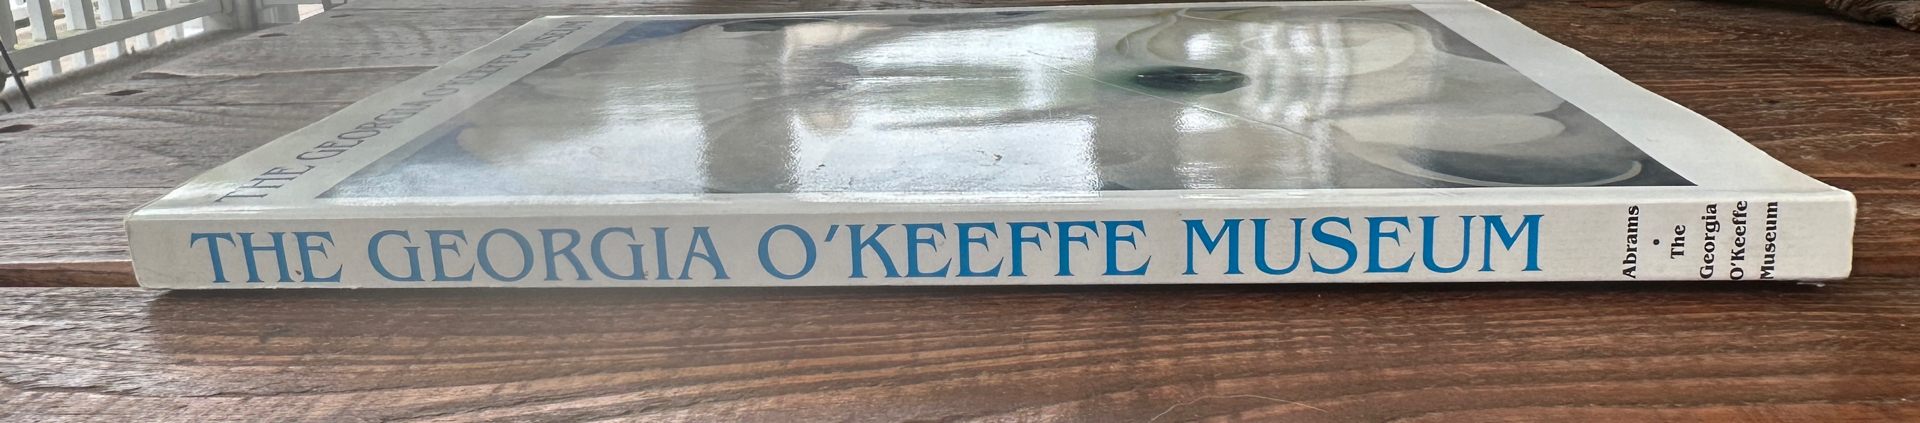 THE GEORGIA O'KEEFFE MUSEUM
THE GEORGIA O'KEEFFE MUSEUM
Abrams
•
The
Georgia
O'Keeffe
Museum